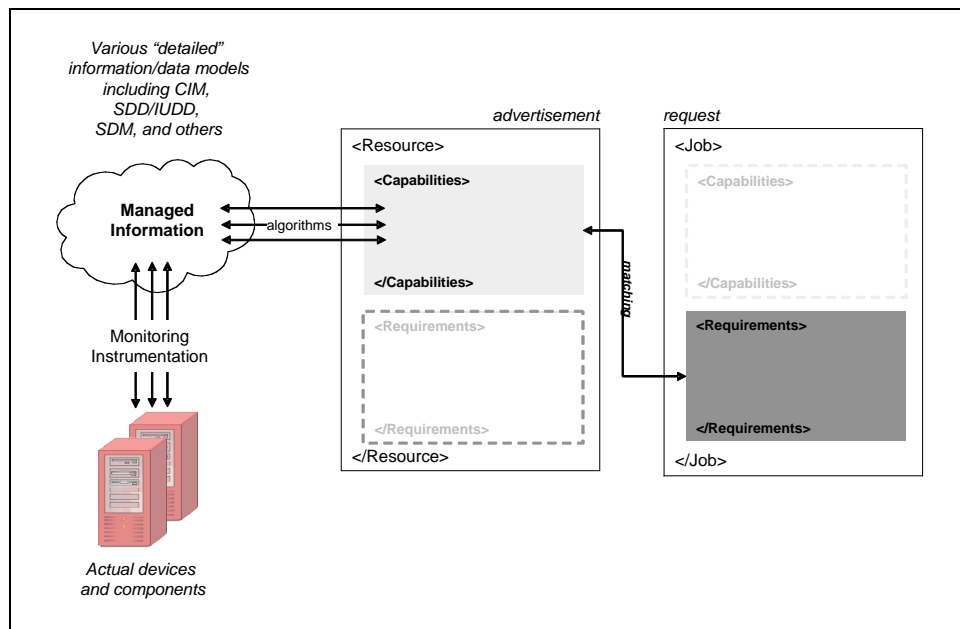 Various “detailed”
information/data models
including CIM,
SDD/IUDD,
SDM, and others
Managed
Information
algorithms
Monitoring
Instrumentation
Actual devices
and components
advertisement
<Resource>
<Capabilities>
</Capabilities>
<Requirements>
</Requirements>
</Resource>
matching
request
<Job>
<Capabilities>
</Capabilities>
<Requirements>
</Requirements>
</Job>